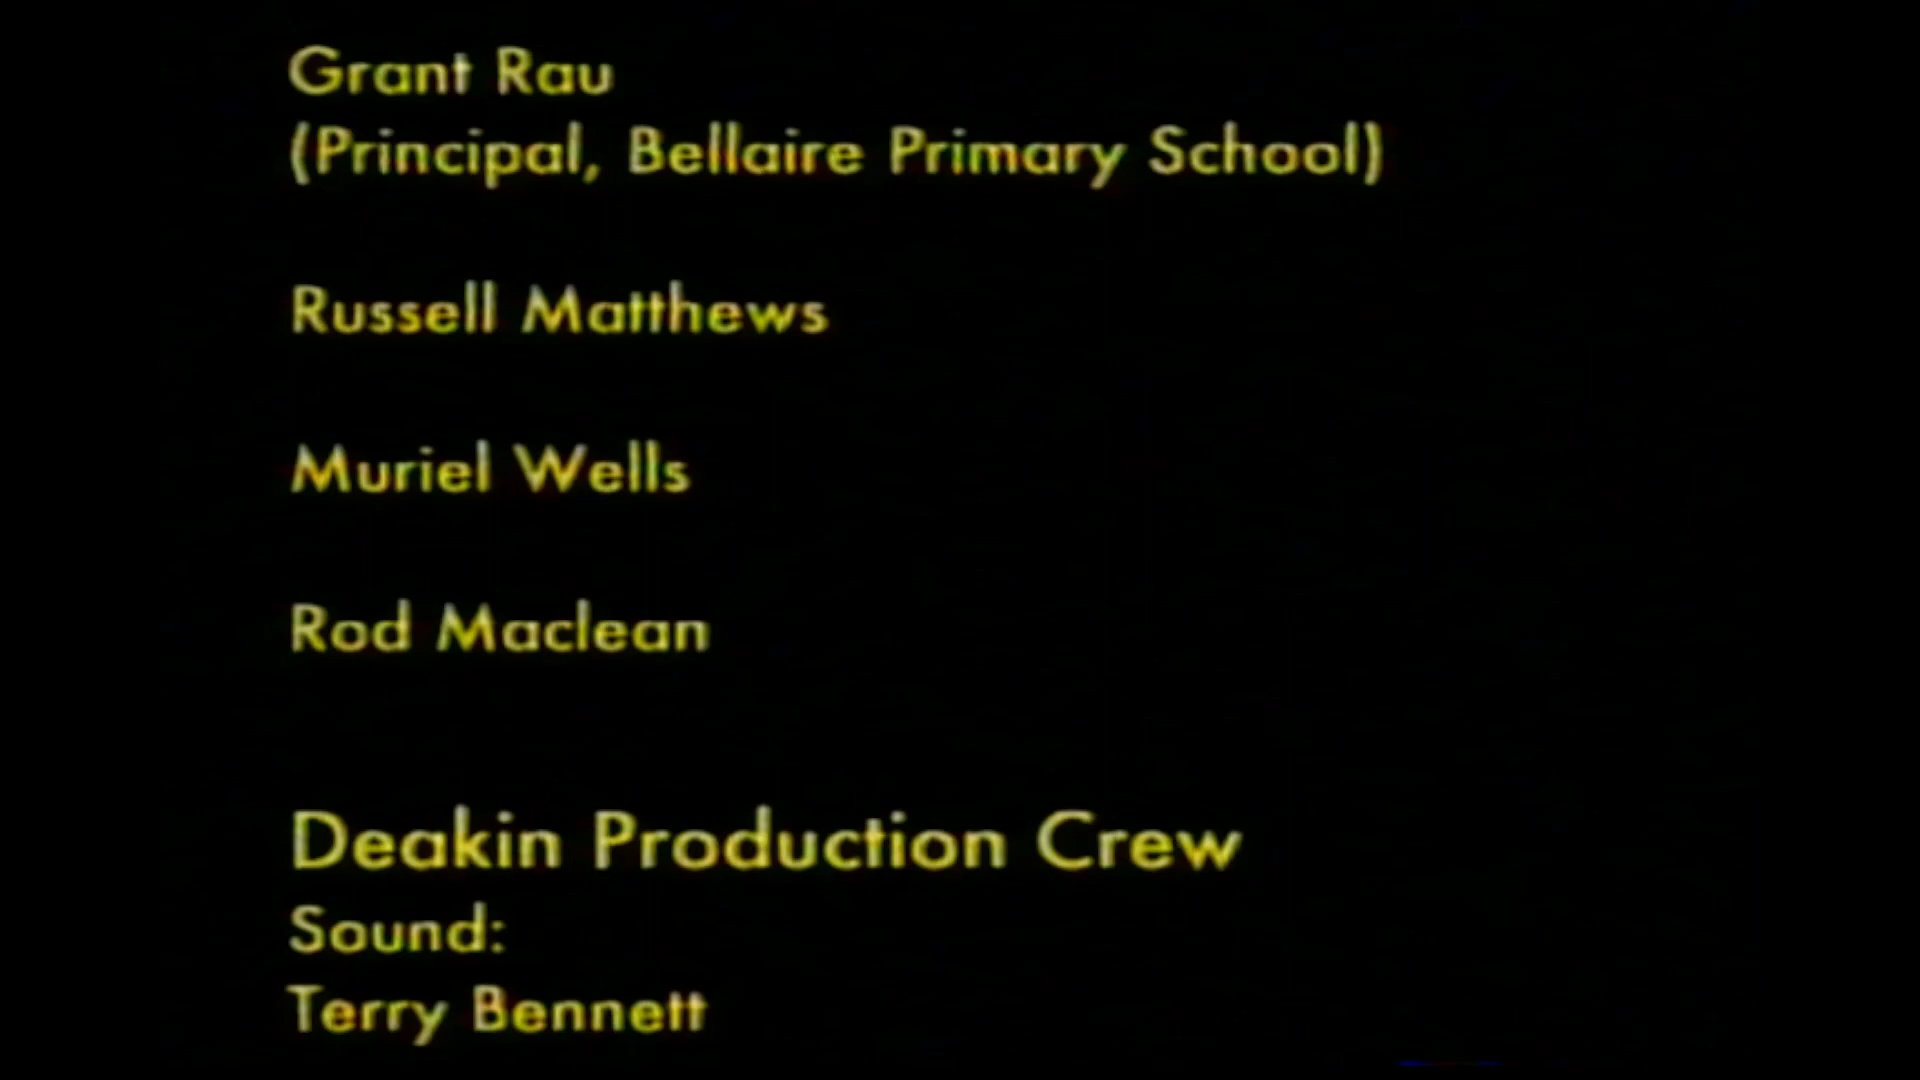 Grant Rau
(Principal, Bellaire Primary School)
Russell Matthews
Muriel Wells
Rod Maclean
Deakin Production Crew
Sound:
Terry Bennett